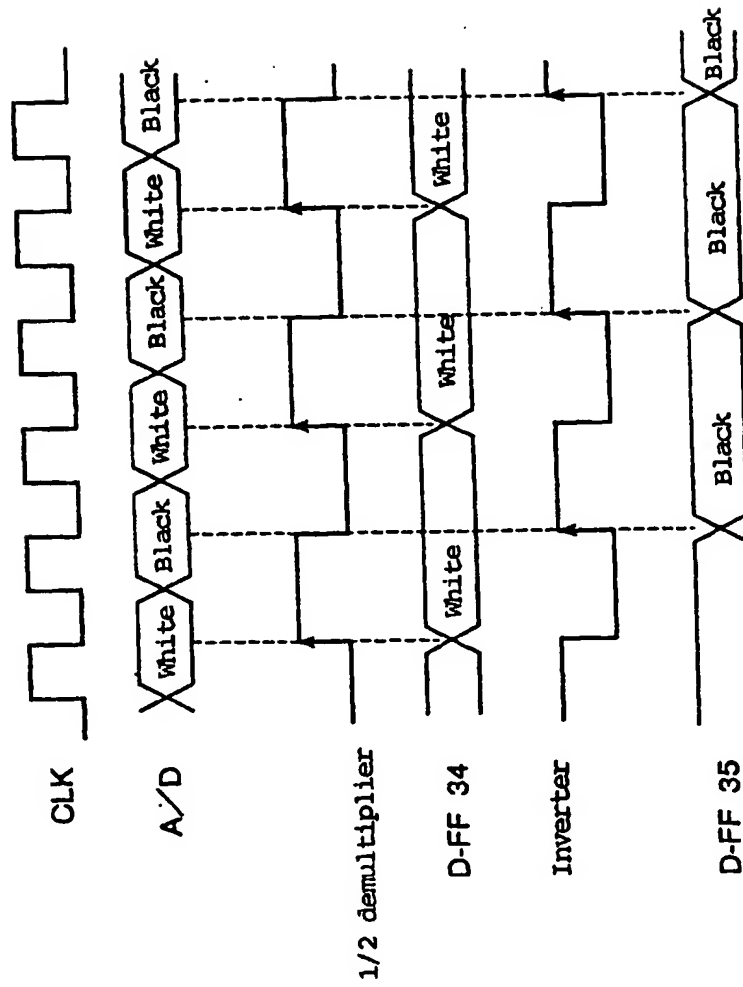 CLK
A/D
White Black White Black White Black
1/2 demultiplier
D-FF 34
White White White
Inverter
D-FF 35
Black Black Black